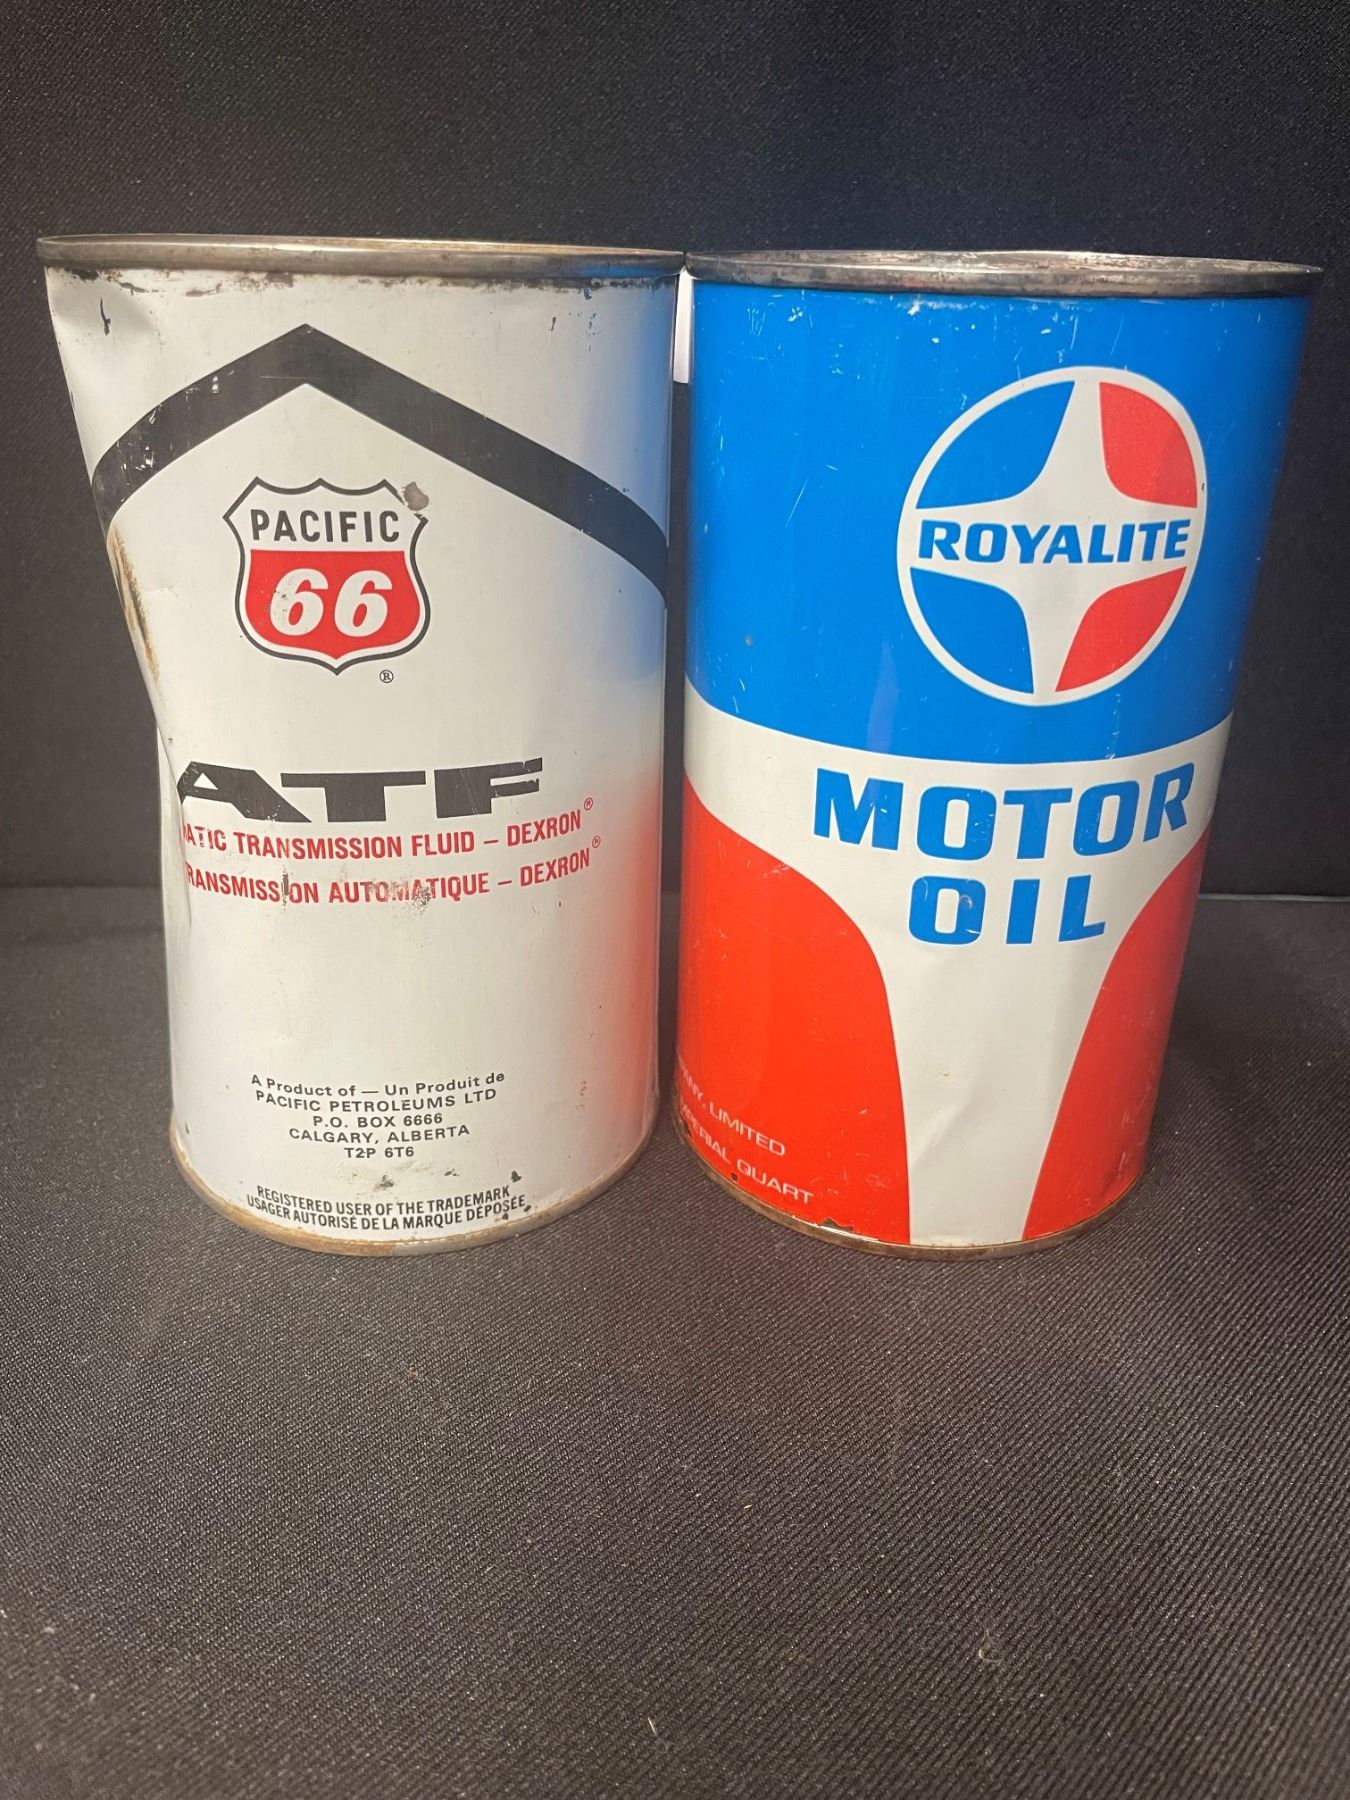 PACIFIC
66
®
ATF
TRANSMISSION FLUID – DEXRON®
AUTOMATIQUE – DEXRON®
A Product of — Un Produit de
PACIFIC PETROLEUMS LTD
P.O. BOX 6666
CALGARY, ALBERTA
T2P 6T6
REGISTERED USER OF THE TRADEMARK
USAGER AUTORISÉ DE LA MARQUE DÉPOSÉE
ROYALITE
MOTOR
OIL
LIMITED
QUART